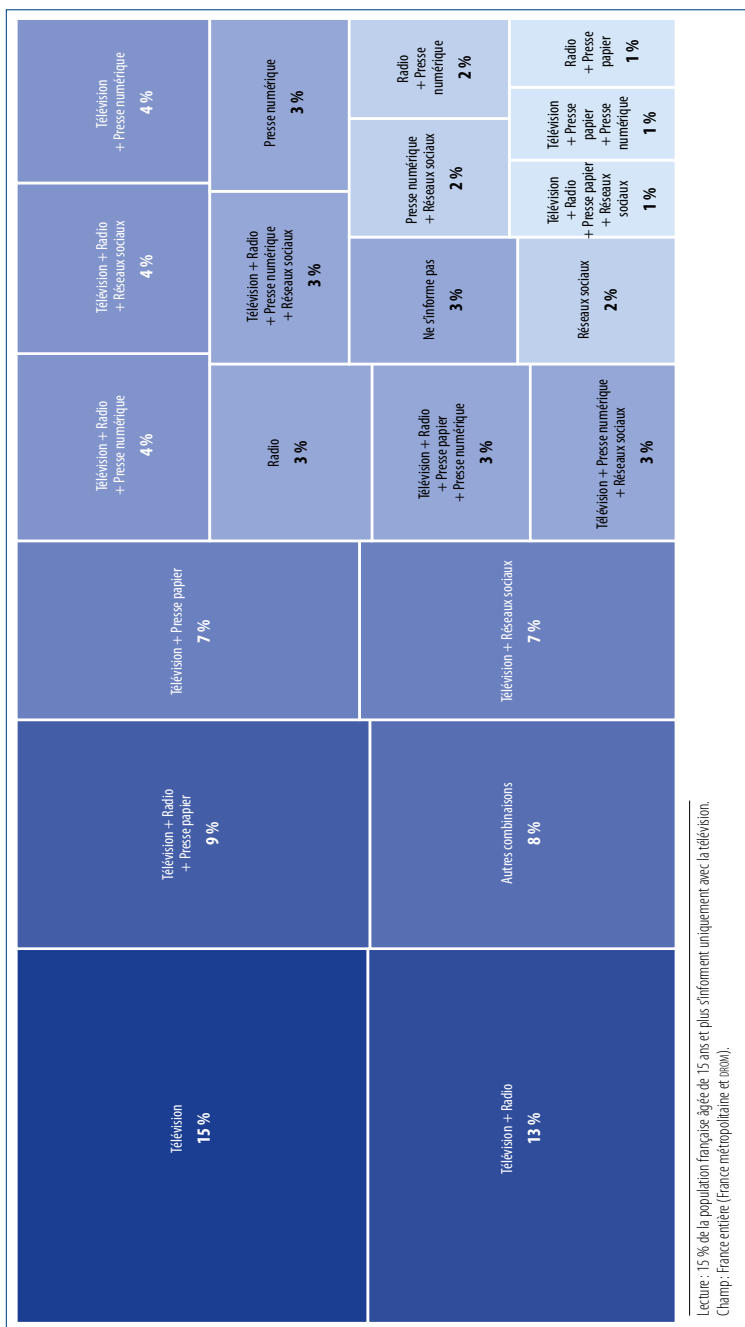 Télévision
15 %
Télévision + Radio
13 %
Télévision + Radio
+ Presse papier
9 %
Autres combinaisons
8 %
Télévision + Presse papier
7 %
Télévision + Réseaux sociaux
7 %
Télévision + Radio
+ Presse numérique
4 %
Télévision + Radio
+ Réseaux sociaux
4 %
Télévision
+ Presse numérique
4 %
Radio
3 %
Télévision + Radio
+ Presse numérique
+ Réseaux sociaux
3 %
Presse numérique
3 %
Télévision + Radio
+ Presse papier
+ Presse numérique
3 %
Ne s'informe pas
3 %
Presse numérique
+ Réseaux sociaux
2 %
Radio
+ Presse
numérique
2 %
Télévision + Presse numérique
+ Réseaux sociaux
3 %
Réseaux sociaux
2 %
Télévision
+ Radio
+ Presse papier
+ Réseaux
sociaux
1 %
Télévision
+ Presse
papier
+ Presse
numérique
1 %
Radio
+ Presse
papier
1 %
Lecture : 15 % de la population française âgée de 15 ans et plus s'informent uniquement avec la télévision.
Champ : France entière (France métropolitaine et DROM).